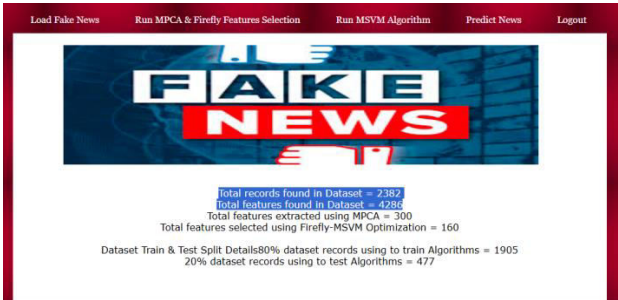 Load Fake News Run MPCA & Firefly Features Selection Run MSVM Algorithm Predict News Logout
FAKE
NEWS
Total records found in Dataset = 2382
Total features found in Dataset = 4286
Total features extracted using MPCA = 300
Total features selected using Firefly-MSVM Optimization = 160
Dataset Train & Test Split Details80% dataset records using to train Algorithms = 1905
20% dataset records using to test Algorithms = 477